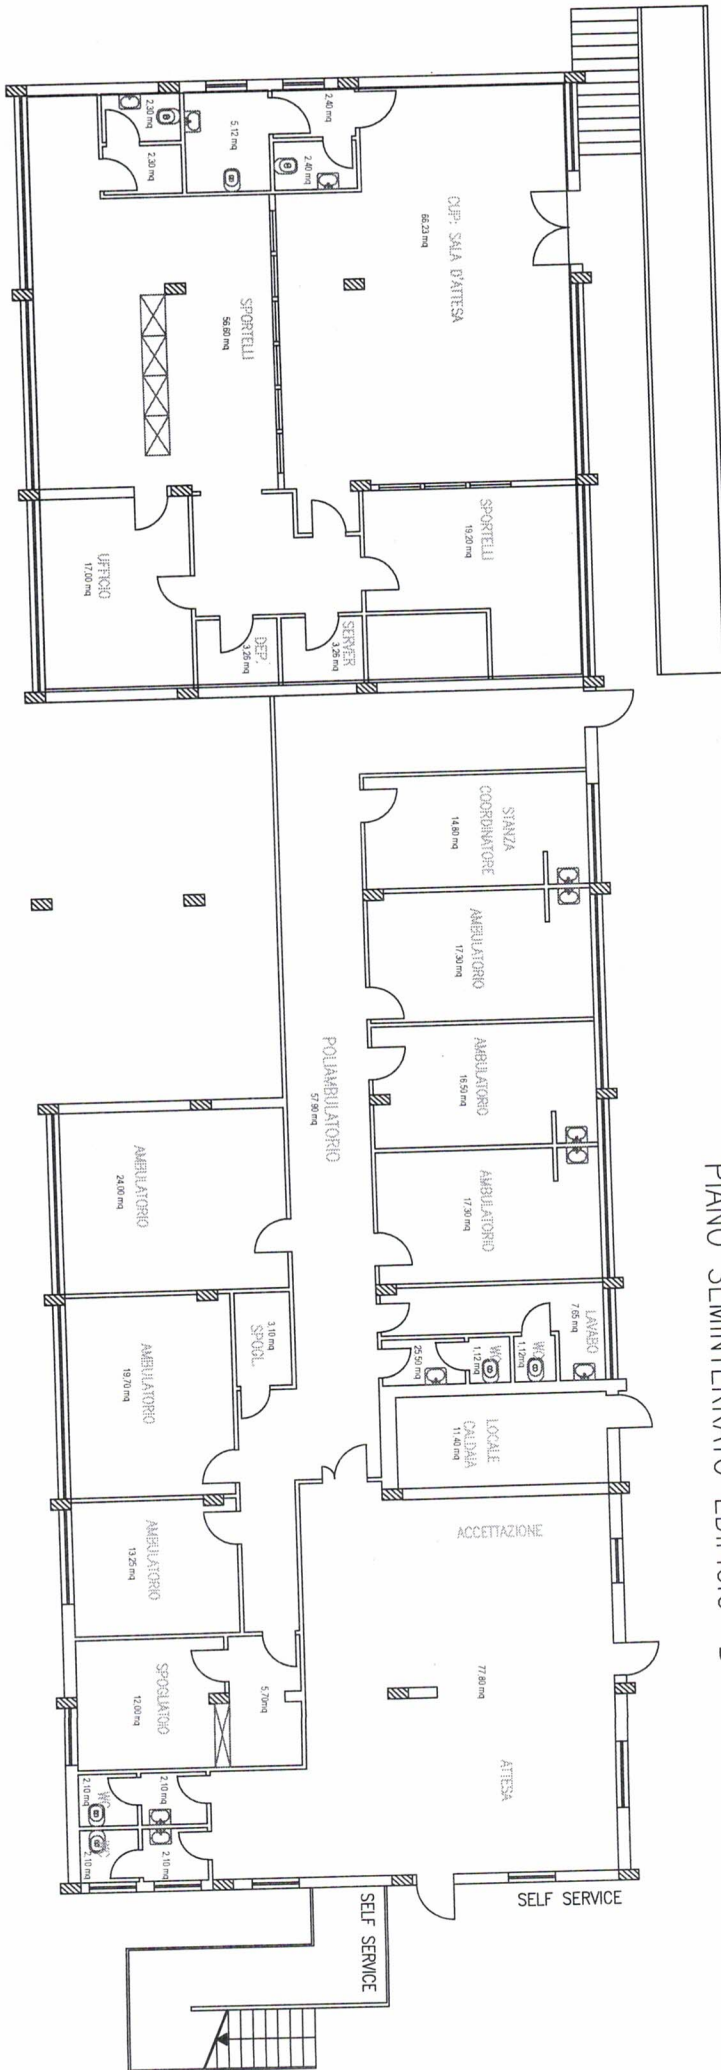 PIANO SEMINTERRATO EDIFICIO
2.30 mq
2.30 mq
5.12 mq
2.40 mq
2.40 mq
CUP: SALA D'ATTESA
66.23 mq
SPORTELLI
56.60 mq
SPORTELLI
19.20 mq
UFFICIO
17.00 mq
DEP.
3.26 mq
SERVER
3.26 mq
STANZA
COORDINATORE
14.80 mq
AMBULATORIO
17.30 mq
AMBULATORIO
16.50 mq
AMBULATORIO
17.30 mq
POLIAMBULATORIO
57.90 mq
AMBULATORIO
24.00 mq
AMBULATORIO
19.70 mq
SPOGL.
3.10 mq
AMBULATORIO
13.25 mq
LAVABO
7.65 mq
WC
1.12mq
WC
1.12 mq
25.50 mq
LOCALE
CALDAIA
11.40 mq
ACCETTAZIONE
77.80 mq
ATTESA
SPOGLIATOIO
12.00 mq
5.70mq
WC
2.10 mq
2.10 mq
WC
2.10 mq
2.10 mq
SELF SERVICE
SELF SERVICE